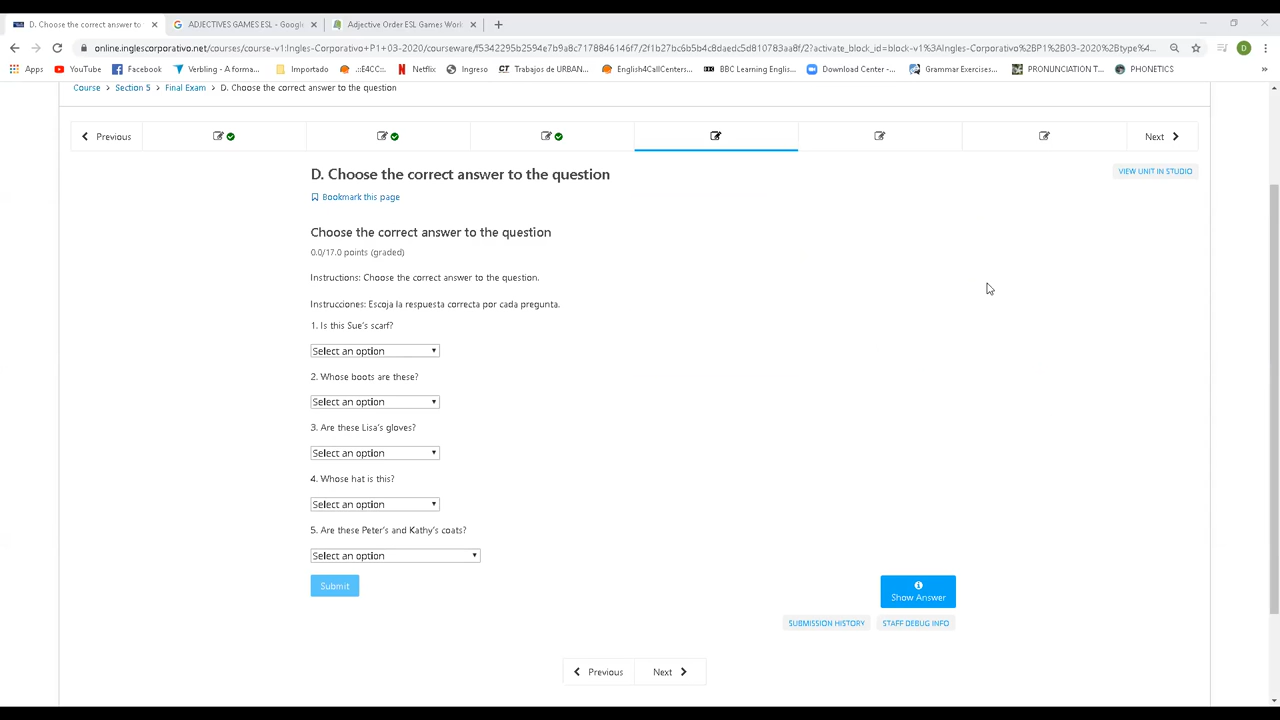 D. Choose the correct answer to
ADJECTIVES GAMES ESL - Googl
Adjective Order ESL Games Wor
online.inglescorporativo.net/courses/course-v1:Ingles-Corporativo+P1+03-2020/courseware/f5342295b2594e7b9a8c7178846146f7/2f1b27bc6b5b4c8daedc5d810783aa8f/2?activate_block_id=block-v1%3AIngles-Corporativo%2BP1%2B03-2020%2Btype%4...
D
Apps YouTube Facebook Verbling - A forma... Importado .::E4CC::. Netflix Ingreso CT Trabajos de URBAN... English4CallCenters... BBC BBC Learning Englis... Download Center -... Grammar Exercises... PRONUNCIATION T... PHONETICS »
Course > Section 5 > Final Exam > D. Choose the correct answer to the question
Previous
Next
D. Choose the correct answer to the question
VIEW UNIT IN STUDIO
Bookmark this page
Choose the correct answer to the question
0.0/17.0 points (graded)
Instructions: Choose the correct answer to the question.
Instrucciones: Escoja la respuesta correcta por cada pregunta.
1. Is this Sue's scarf?
Select an option
2. Whose boots are these?
Select an option
3. Are these Lisa's gloves?
Select an option
4. Whose hat is this?
Select an option
5. Are these Peter's and Kathy's coats?
Select an option
Submit
Show Answer
SUBMISSION HISTORY STAFF DEBUG INFO
Previous Next